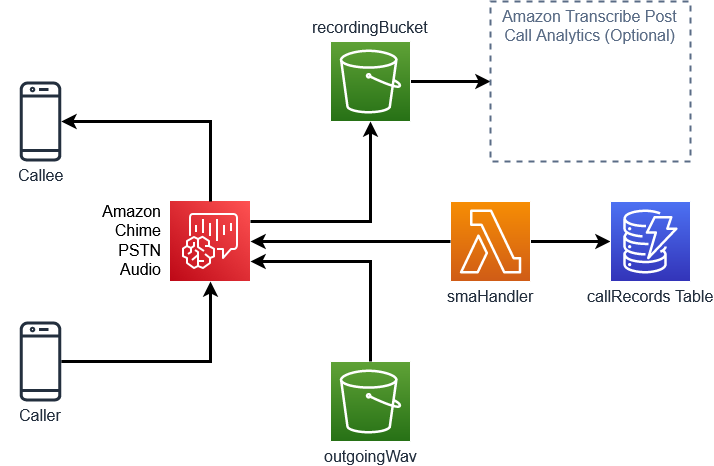 recordingBucket
Amazon Transcribe Post
Call Analytics (Optional)
Callee
Amazon
Chime
PSTN
Audio
smaHandler
callRecords Table
Caller
outgoingWav